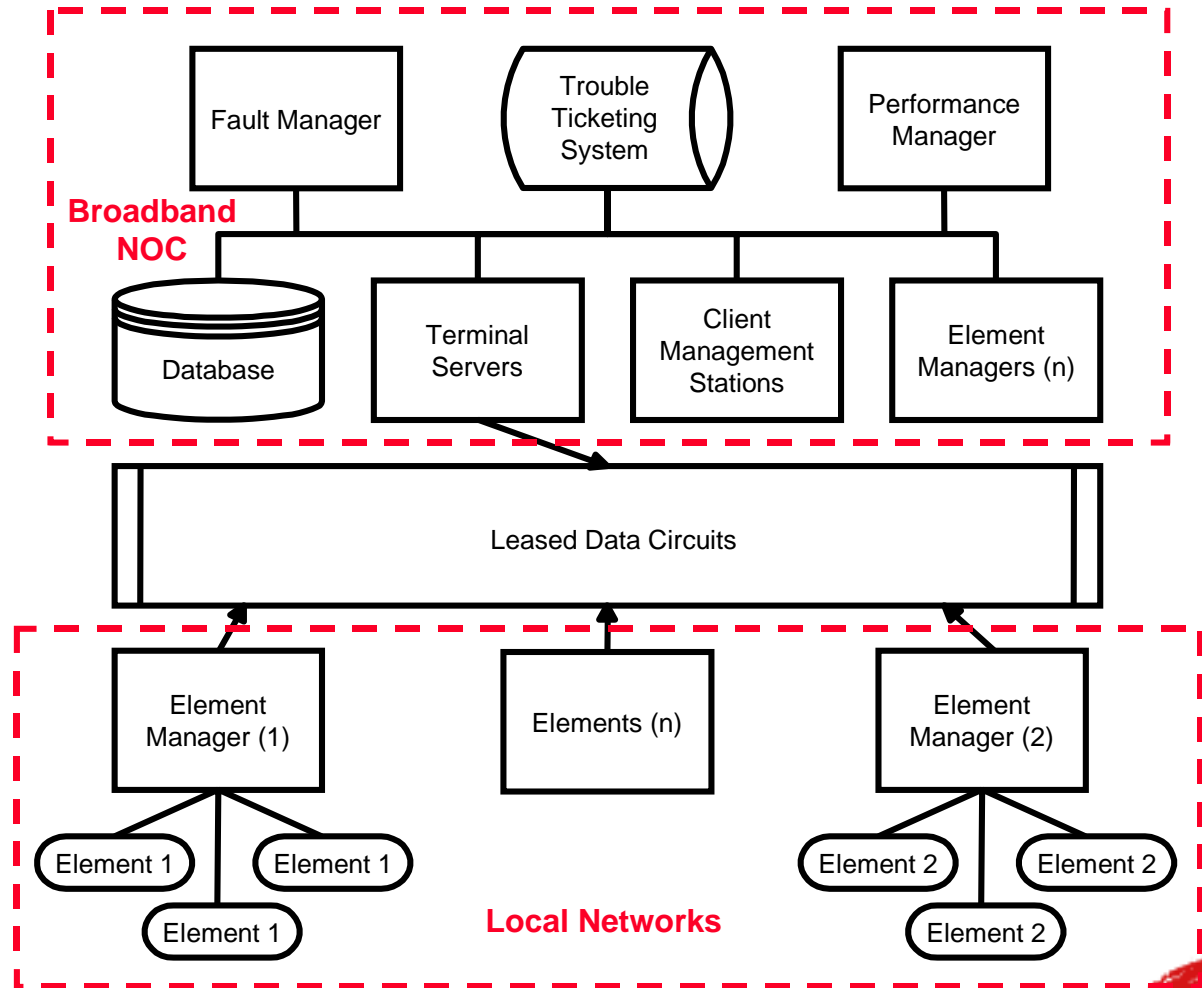 Fault Manager
Trouble
Ticketing
System
Performance
Manager
Broadband
NOC
Database
Terminal
Servers
Client
Management
Stations
Element
Managers (n)
Leased Data Circuits
Element
Manager (1)
Elements (n)
Element
Manager (2)
Element 1
Element 1
Element 1
Element 2
Element 2
Element 2
Local Networks